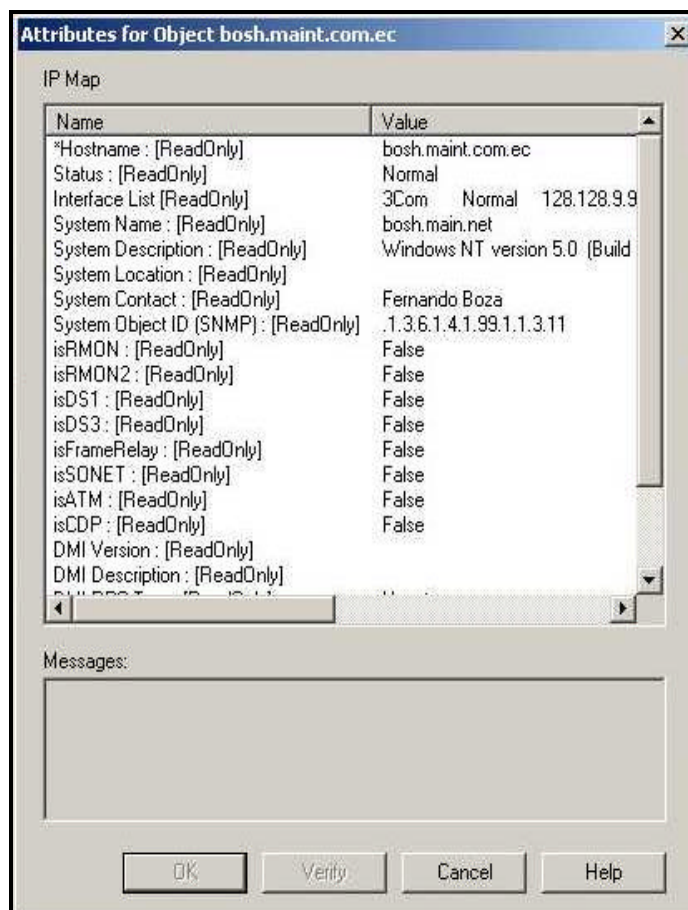 Attributes for Object bosh.maint.com.ec
IP Map
Name Value
*Hostname : [ReadOnly] bosh.maint.com.ec
Status : [ReadOnly] Normal
Interface List [ReadOnly] 3Com Normal 128.128.9.9
System Name : [ReadOnly] bosh.main.net
System Description : [ReadOnly] Windows NT version 5.0 (Build
System Location : [ReadOnly]
System Contact : [ReadOnly] Fernando Boza
System Object ID (SNMP) : [ReadOnly] .1.3.6.1.4.1.99.1.1.3.11
isRMON : [ReadOnly] False
isRMON2 : [ReadOnly] False
isDS1 : [ReadOnly] False
isDS3 : [ReadOnly] False
isFrameRelay : [ReadOnly] False
isSONET : [ReadOnly] False
isATM : [ReadOnly] False
isCDP : [ReadOnly] False
DMI Version : [ReadOnly]
DMI Description : [ReadOnly]
Messages:
OK Verify Cancel Help